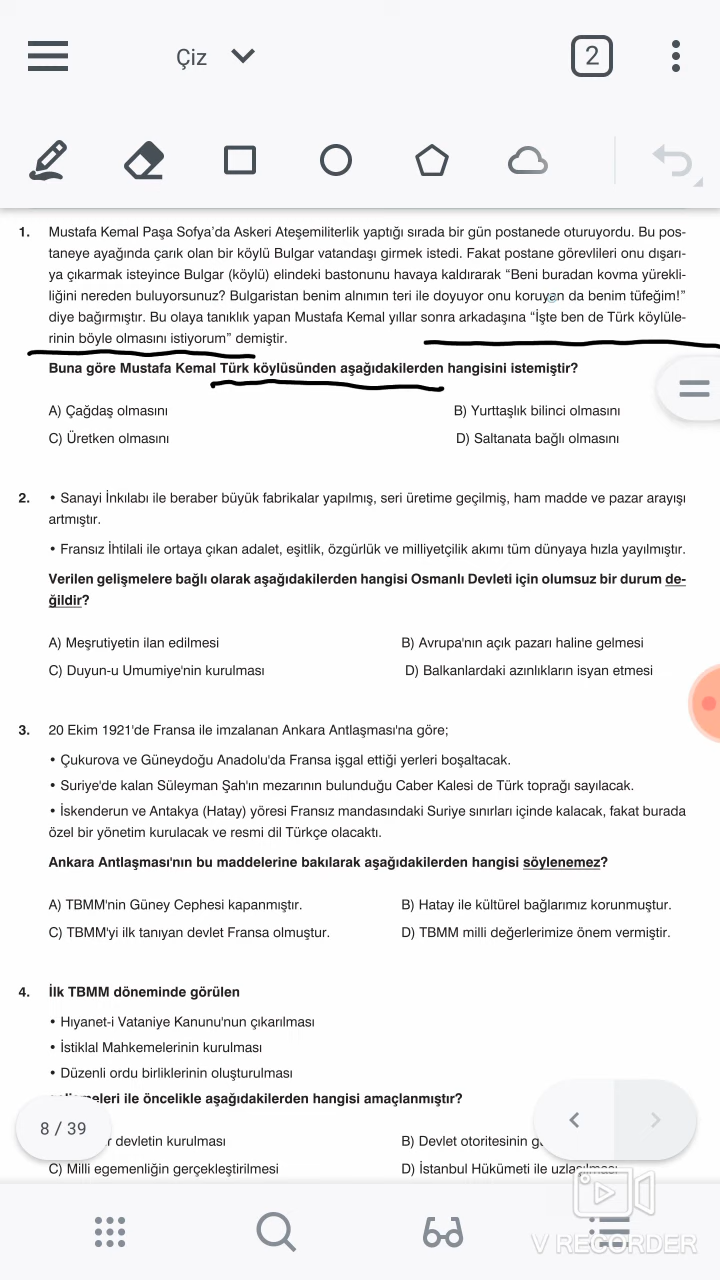 Çiz
2
1. Mustafa Kemal Paşa Sofya'da Askeri Ateşemiliterlik yaptığı sırada bir gün postanede oturuyordu. Bu pos-
taneye ayağında çarık olan bir köylü Bulgar vatandaşı girmek istedi. Fakat postane görevlileri onu dışarı-
ya çıkarmak isteyince Bulgar (köylü) elindeki bastonunu havaya kaldırarak “Beni buradan kovma yürekli-
liğini nereden buluyorsunuz? Bulgaristan benim alnımın teri ile doyuyor onu koruyan da benim tüfeğim!”
diye bağırmıştır. Bu olaya tanıklık yapan Mustafa Kemal yıllar sonra arkadaşına “İşte ben de Türk köylüle-
rinin böyle olmasını istiyorum” demiştir.
Buna göre Mustafa Kemal Türk köylüsünden aşağıdakilerden hangisini istemiştir?
A) Çağdaş olmasını B) Yurttaşlık bilinci olmasını
C) Üretken olmasını D) Saltanata bağlı olmasını
2. • Sanayi İnkılabı ile beraber büyük fabrikalar yapılmış, seri üretime geçilmiş, ham madde ve pazar arayışı
artmıştır.
• Fransız İhtilali ile ortaya çıkan adalet, eşitlik, özgürlük ve milliyetçilik akımı tüm dünyaya hızla yayılmıştır.
Verilen gelişmelere bağlı olarak aşağıdakilerden hangisi Osmanlı Devleti için olumsuz bir durum de-
ğildir?
A) Meşrutiyetin ilan edilmesi B) Avrupa'nın açık pazarı haline gelmesi
C) Duyun-u Umumiye'nin kurulması D) Balkanlardaki azınlıkların isyan etmesi
3. 20 Ekim 1921'de Fransa ile imzalanan Ankara Antlaşması'na göre;
• Çukurova ve Güneydoğu Anadolu'da Fransa işgal ettiği yerleri boşaltacak.
• Suriye'de kalan Süleyman Şah'ın mezarının bulunduğu Caber Kalesi de Türk toprağı sayılacak.
• İskenderun ve Antakya (Hatay) yöresi Fransız mandasındaki Suriye sınırları içinde kalacak, fakat burada
özel bir yönetim kurulacak ve resmi dil Türkçe olacaktı.
Ankara Antlaşması'nın bu maddelerine bakılarak aşağıdakilerden hangisi söylenemez?
A) TBMM'nin Güney Cephesi kapanmıştır. B) Hatay ile kültürel bağlarımız korunmuştur.
C) TBMM'yi ilk tanıyan devlet Fransa olmuştur. D) TBMM milli değerlerimize önem vermiştir.
4. İlk TBMM döneminde görülen
• Hıyanet-i Vataniye Kanunu'nun çıkarılması
• İstiklal Mahkemelerinin kurulması
• Düzenli ordu birliklerinin oluşturulması
gelişmeleri ile öncelikle aşağıdakilerden hangisi amaçlanmıştır?
8 / 39
devletin kurulması B) Devlet otoritesinin
C) Milli egemenliğin gerçekleştirilmesi D) İstanbul Hükümeti ile uzlaşılması
V RECORDER